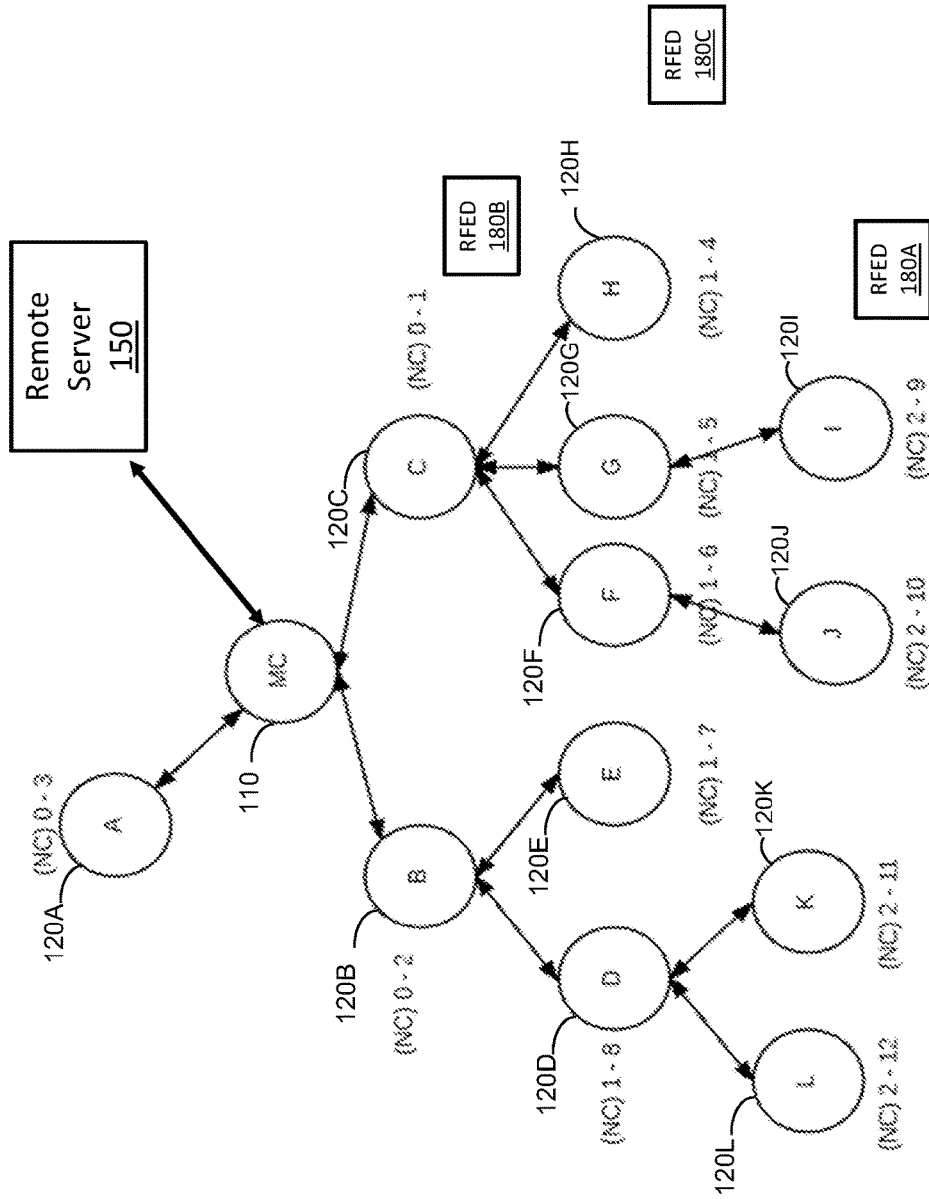 Remote
Server
150
(NC) 0 - 3
A
120A
MC
110
(NC) 0 - 1
C
120C
B
120B
(NC) 0 - 2
RFED
180B
RFED
180C
120H
H
(NC) 1 - 4
120G
G
(NC) 1 - 5
120F
F
(NC) 1 - 6
E
120E
(NC) 1 - 7
D
120D
(NC) 1 - 8
RFED
180A
120I
I
(NC) 2 - 9
120J
J
(NC) 2 - 10
120K
K
(NC) 2 - 11
L
120L
(NC) 2 - 12